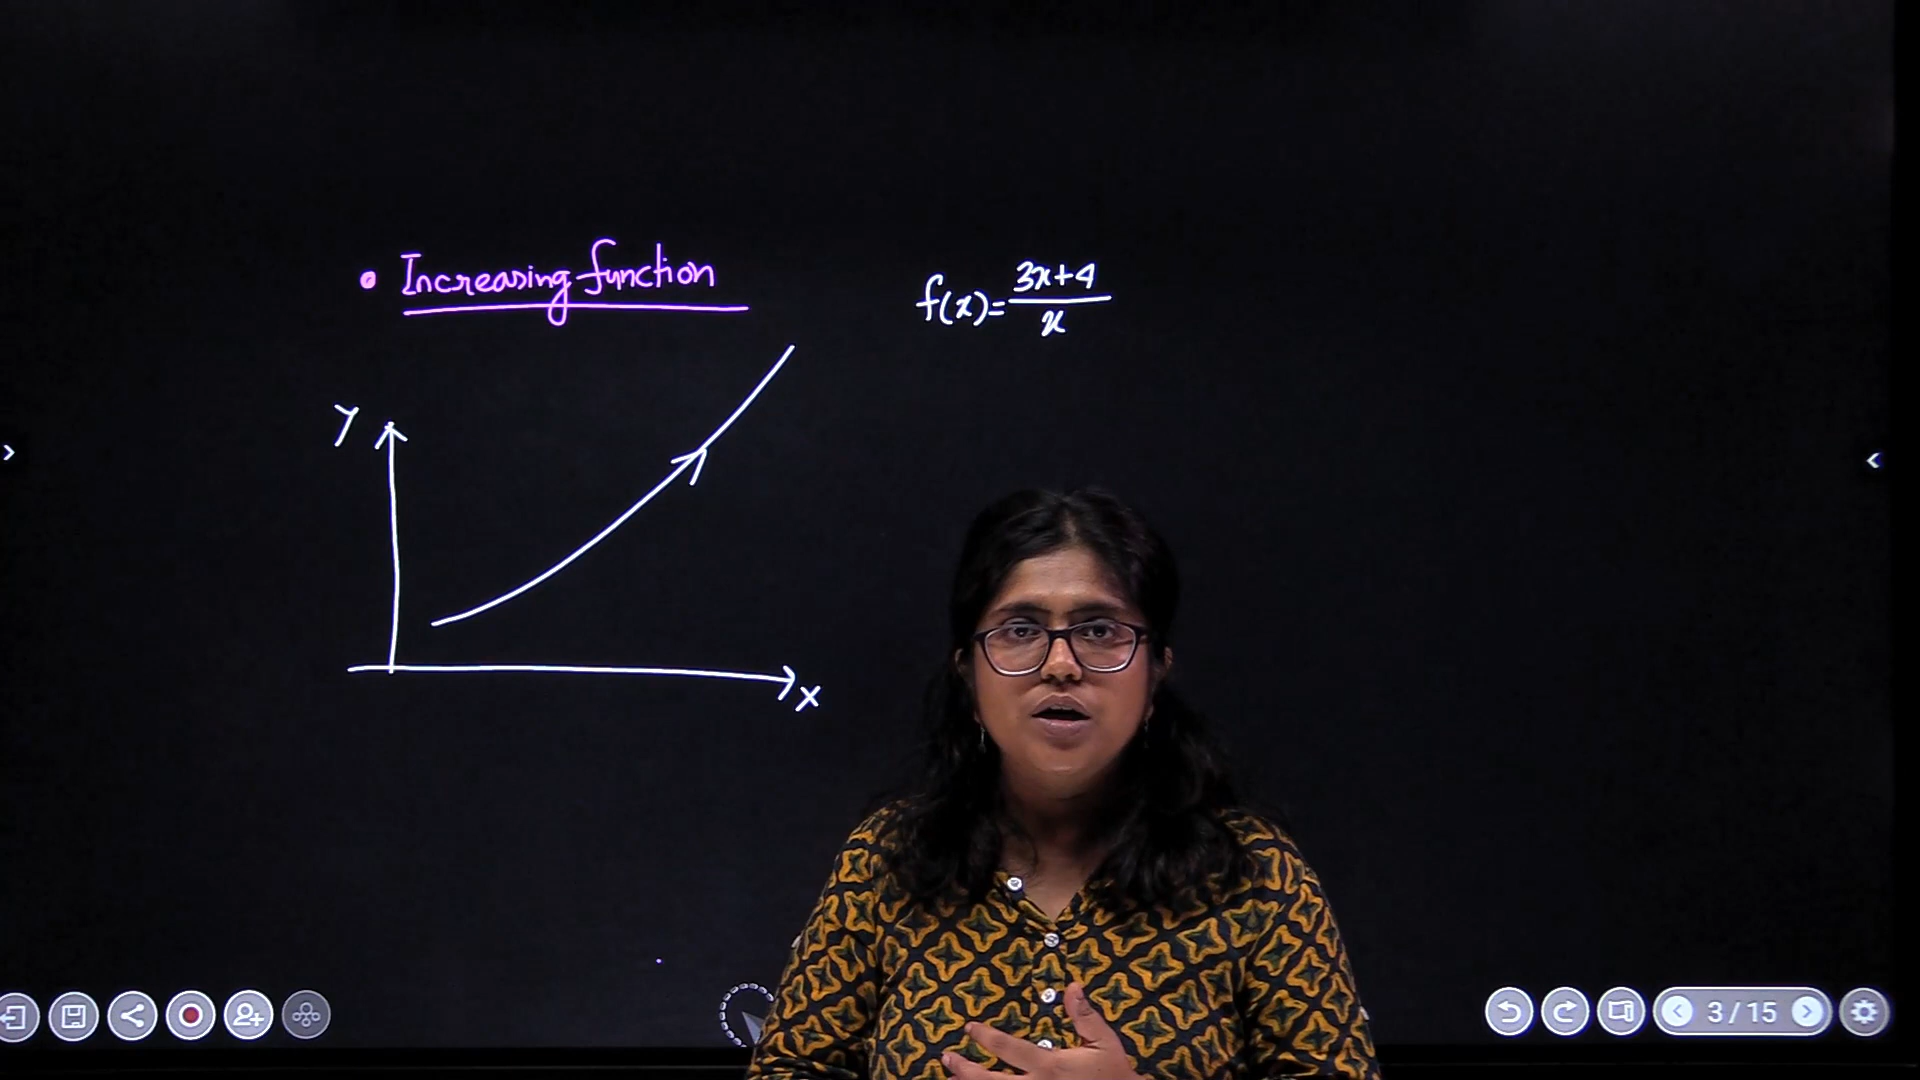 • Increasing function
f(x)=3x+4/x
Y
X
3/15